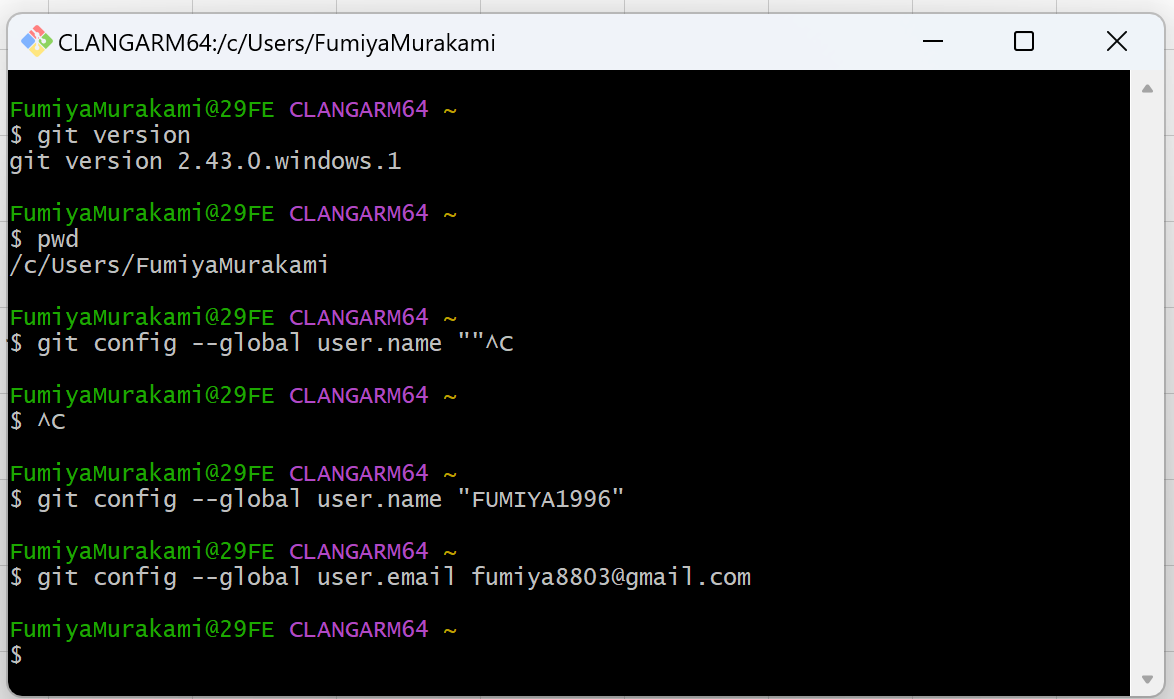 CLANGARM64:/c/Users/FumiyaMurakami
FumiyaMurakami@29FE CLANGARM64 ~
$ git version
git version 2.43.0.windows.1
FumiyaMurakami@29FE CLANGARM64 ~
$ pwd
/c/Users/FumiyaMurakami
FumiyaMurakami@29FE CLANGARM64 ~
$ git config --global user.name ""^C
FumiyaMurakami@29FE CLANGARM64 ~
$ ^C
FumiyaMurakami@29FE CLANGARM64 ~
$ git config --global user.name "FUMIYA1996"
FumiyaMurakami@29FE CLANGARM64 ~
$ git config --global user.email fumiya8803@gmail.com
FumiyaMurakami@29FE CLANGARM64 ~
$